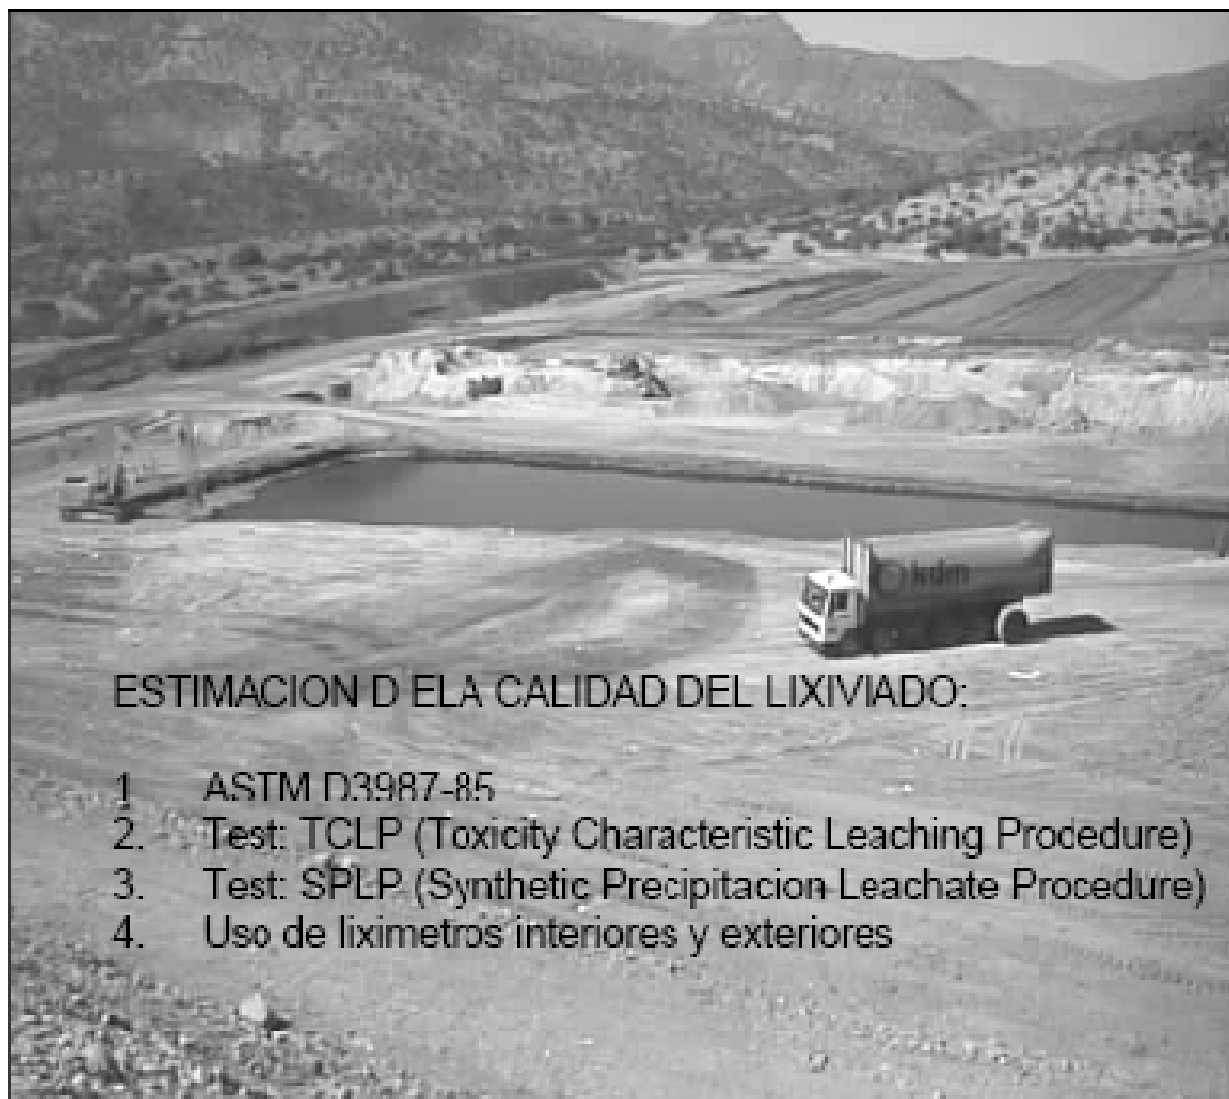 kdm
ESTIMACION D ELA CALIDAD DEL LIXIVIADO:
1 ASTM D3987-85
2. Test: TCLP (Toxicity Characteristic Leaching Prodedure)
3. Test: SPLP (Synthetic Precipitacion Leachate Procedure)
4. Uso de liximetros interiores y exteriores